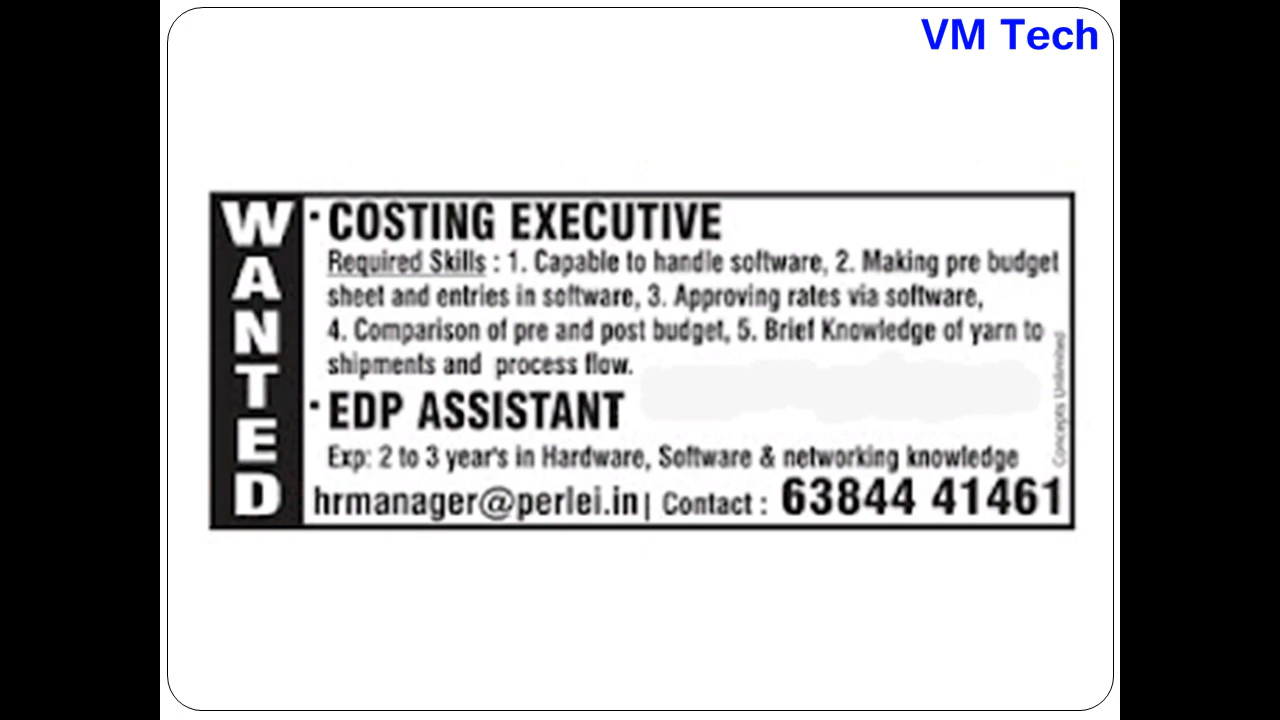 VM Tech
WANTED
· COSTING EXECUTIVE
Required Skills : 1. Capable to handle software, 2. Making pre budget
sheet and entries in software, 3. Approving rates via software,
4. Comparison of pre and post budget, 5. Brief Knowledge of yarn to
shipments and process flow.
· EDP ASSISTANT
Exp: 2 to 3 year's in Hardware, Software & networking knowledge
hrmanager@perlei.in| Contact : 63844 41461
Concepts Unlimited